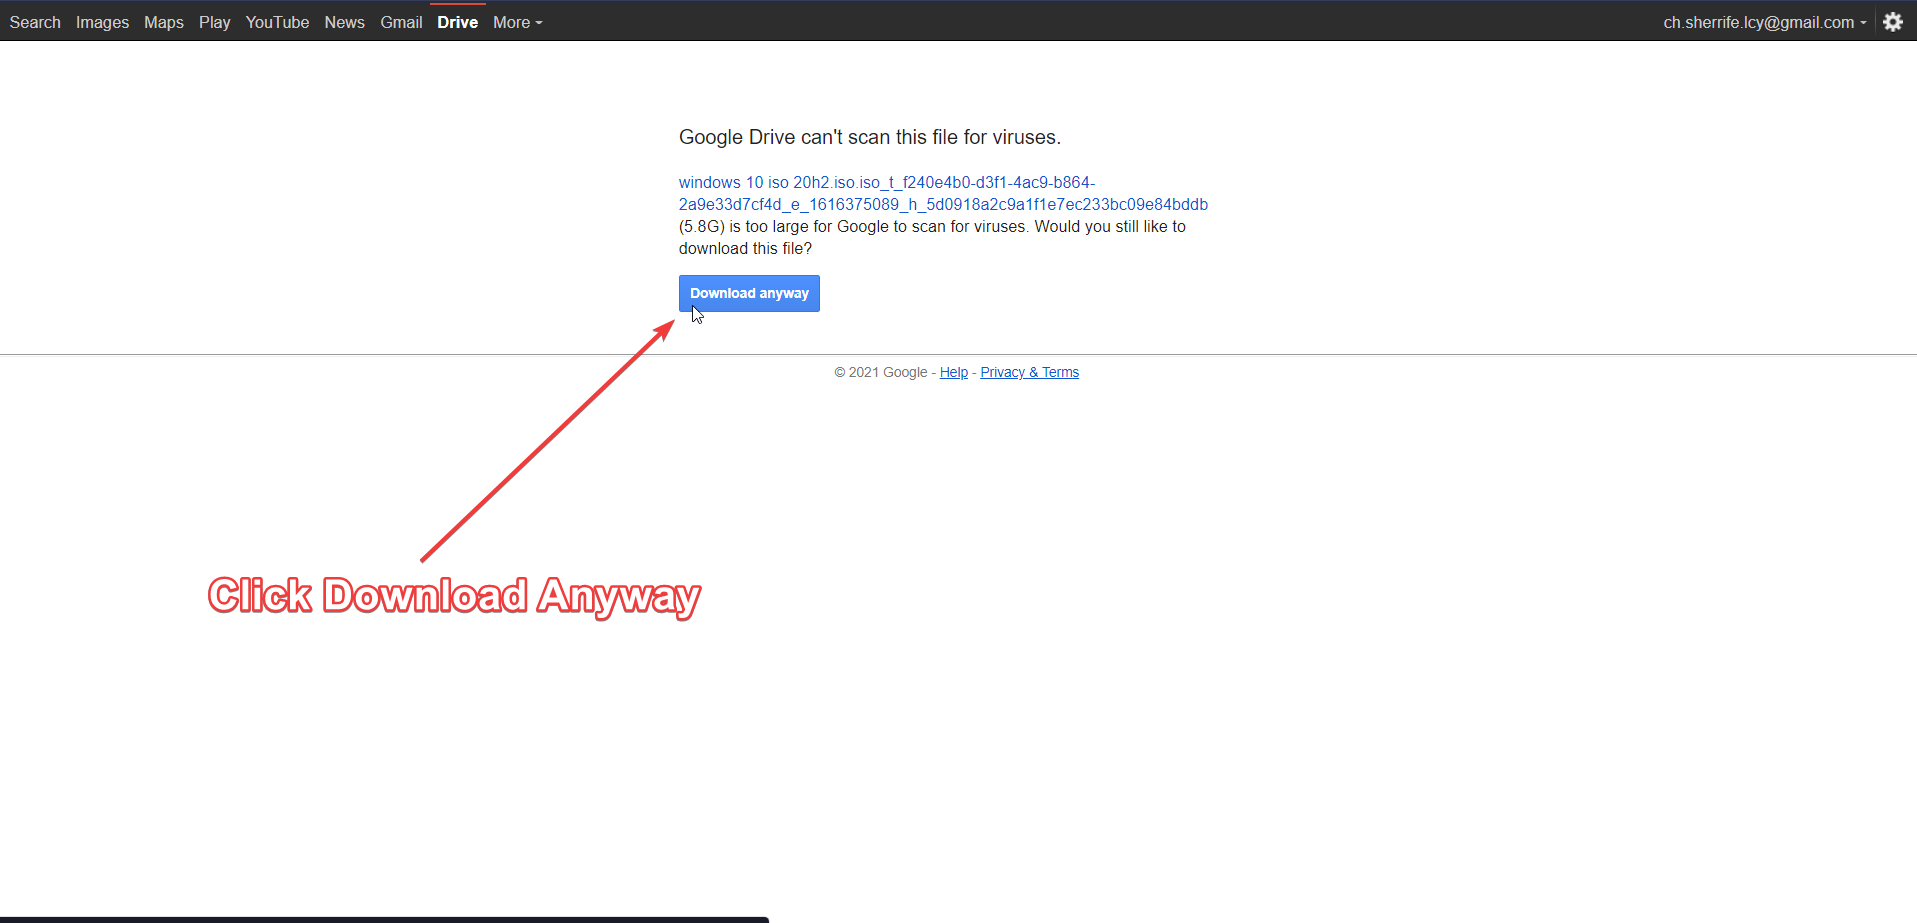 Search Images Maps Play YouTube News Gmail Drive More ch.sherrife.lcy@gmail.com
Google Drive can't scan this file for viruses.
windows 10 iso 20h2.iso.iso_t_f240e4b0-d3f1-4ac9-b864-
2a9e33d7cf4d_e_1616375089_h_5d0918a2c9a1f1e7ec233bc09e84bddb
(5.8G) is too large for Google to scan for viruses. Would you still like to
download this file?
Download anyway
© 2021 Google - Help - Privacy & Terms
Click Download Anyway